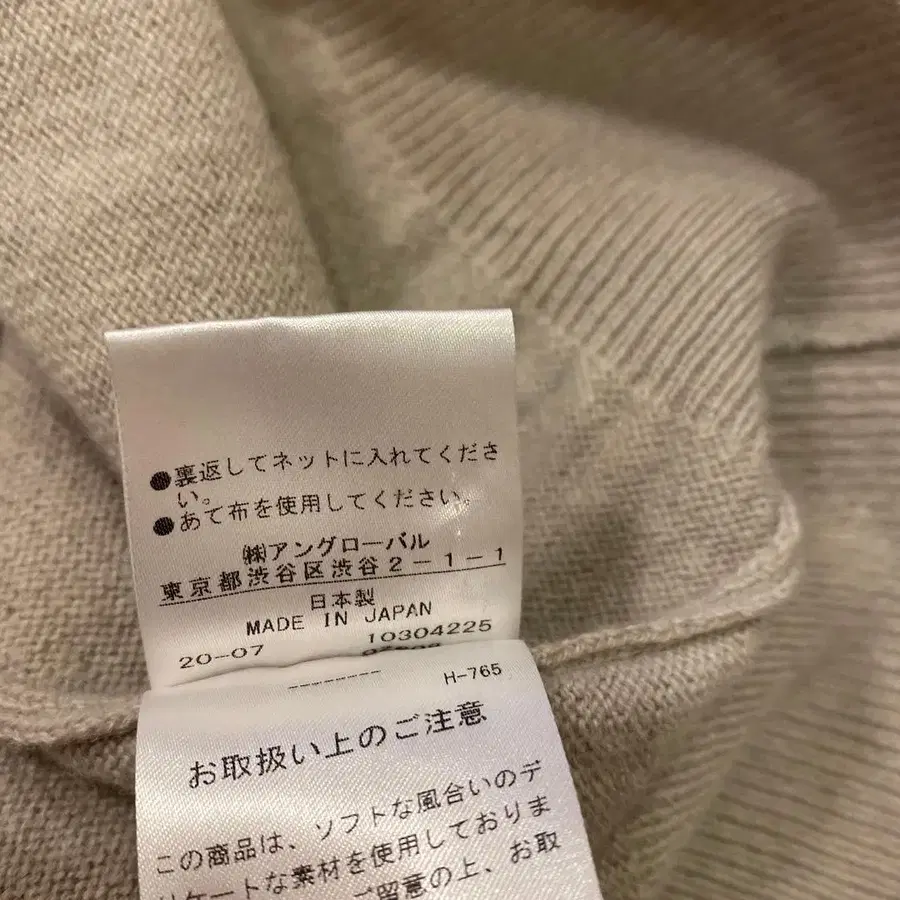 ●裏返してネットに入れてくださ
い。
●あて布を使用してください。
㈱アングローバル
東京都渋谷区渋谷2-1-1
日本製
MADE IN JAPAN
20-07 10304225
H-765
お取扱い上のご注意
この商品は、ソフトな風合いのデ
リケートな素材を使用しておりま
ご留意の上、お取